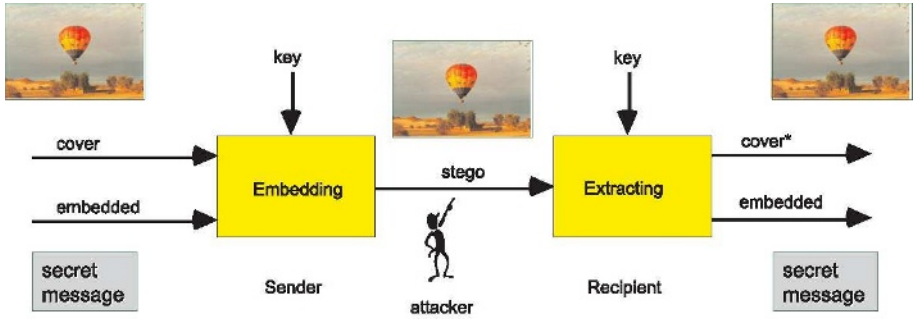 key
key
cover
stego
cover*
Embedding
Extracting
embedded
embedded
secret
message
Sender
attacker
Recipient
secret
message